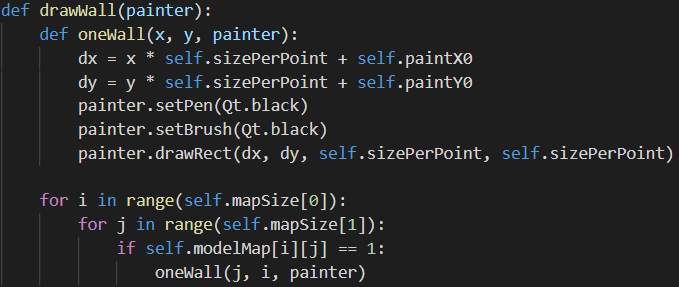 def drawWall(painter):
    def oneWall(x, y, painter):
        dx = x * self.sizePerPoint + self.paintX0
        dy = y * self.sizePerPoint + self.paintY0
        painter.setPen(Qt.black)
        painter.setBrush(Qt.black)
        painter.drawRect(dx, dy, self.sizePerPoint, self.sizePerPoint)

    for i in range(self.mapSize[0]):
        for j in range(self.mapSize[1]):
            if self.modelMap[i][j] == 1:
                oneWall(j, i, painter)